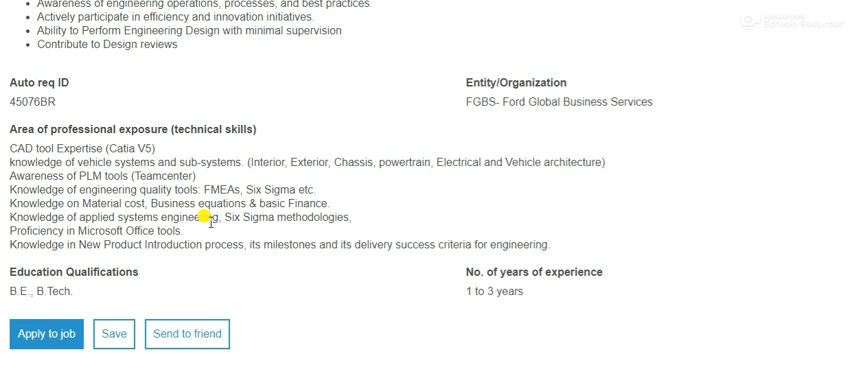 Awareness of engineering operations, processes, and best practices.
Actively participate in efficiency and innovation initiatives.
Ability to Perform Engineering Design with minimal supervision
Contribute to Design reviews
Auto req ID
Entity/Organization
45076BR
FGBS- Ford Global Business Services
Area of professional exposure (technical skills)
CAD tool Expertise (Catia V5)
knowledge of vehicle systems and sub-systems. (Interior, Exterior, Chassis, powertrain, Electrical and Vehicle architecture)
Awareness of PLM tools (Teamcenter)
Knowledge of engineering quality tools: FMEAs, Six Sigma etc.
Knowledge on Material cost, Business equations & basic Finance.
Knowledge of applied systems engineering, Six Sigma methodologies,
Proficiency in Microsoft Office tools.
Knowledge in New Product Introduction process, its milestones and its delivery success criteria for engineering.
Education Qualifications
No. of years of experience
B.E., B.Tech.
1 to 3 years
Apply to job
Save
Send to friend